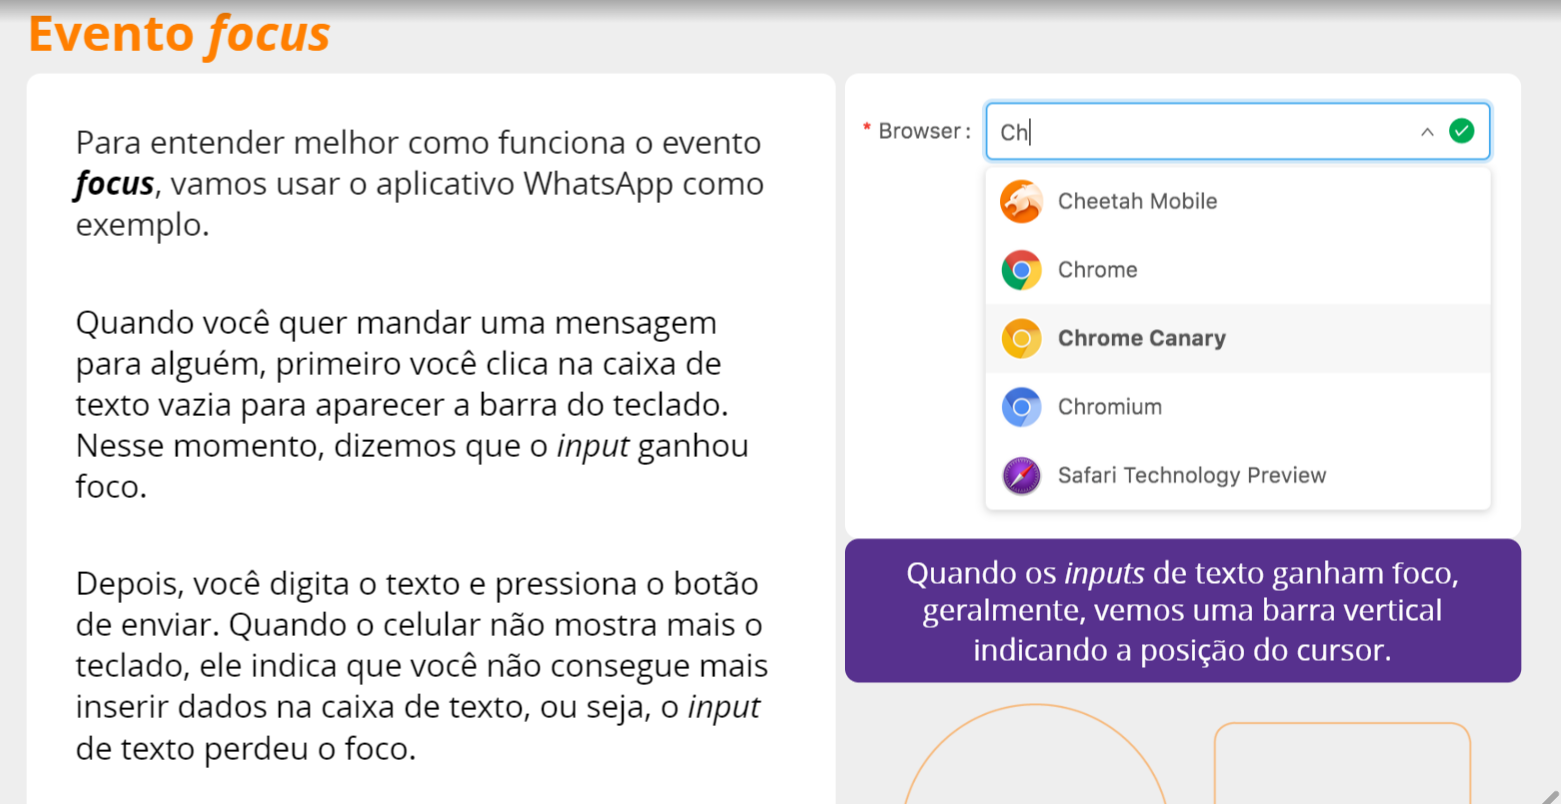 Evento focus
Para entender melhor como funciona o evento
focus, vamos usar o aplicativo WhatsApp como
exemplo.
Quando você quer mandar uma mensagem
para alguém, primeiro você clica na caixa de
texto vazia para aparecer a barra do teclado.
Nesse momento, dizemos que o input ganhou
foco.
Depois, você digita o texto e pressiona o botão
de enviar. Quando o celular não mostra mais o
teclado, ele indica que você não consegue mais
inserir dados na caixa de texto, ou seja, o input
de texto perdeu o foco.
* Browser :
Ch
Cheetah Mobile
Chrome
Chrome Canary
Chromium
Safari Technology Preview
Quando os inputs de texto ganham foco,
geralmente, vemos uma barra vertical
indicando a posição do cursor.